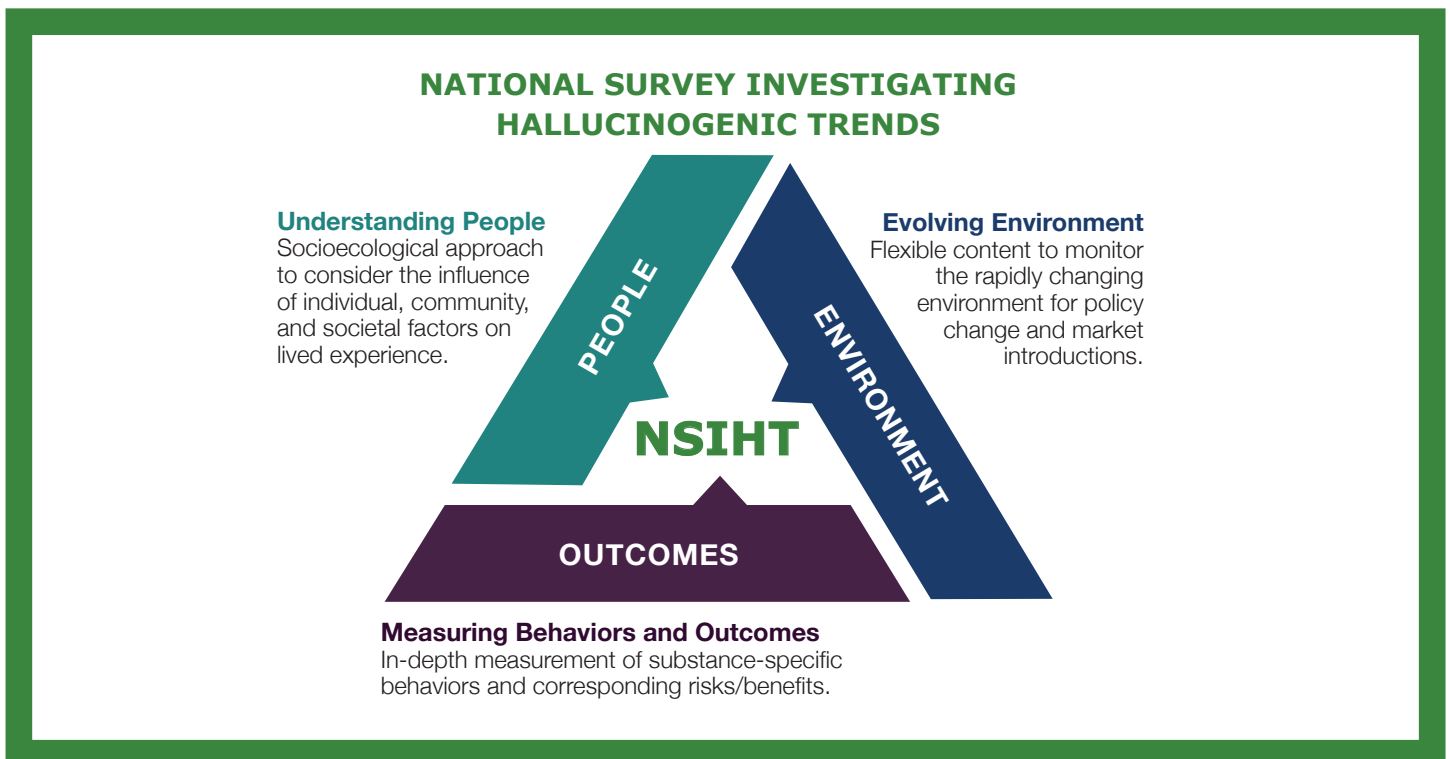 NATIONAL SURVEY INVESTIGATING
HALLUCINOGENIC TRENDS
Understanding People
Socioecological approach
to consider the influence
of individual, community,
and societal factors on
lived experience.
PEOPLE
Evolving Environment
Flexible content to monitor
the rapidly changing
environment for policy
change and market
introductions.
ENVIRONMENT
NSIHT
OUTCOMES
Measuring Behaviors and Outcomes
In-depth measurement of substance-specific
behaviors and corresponding risks/benefits.